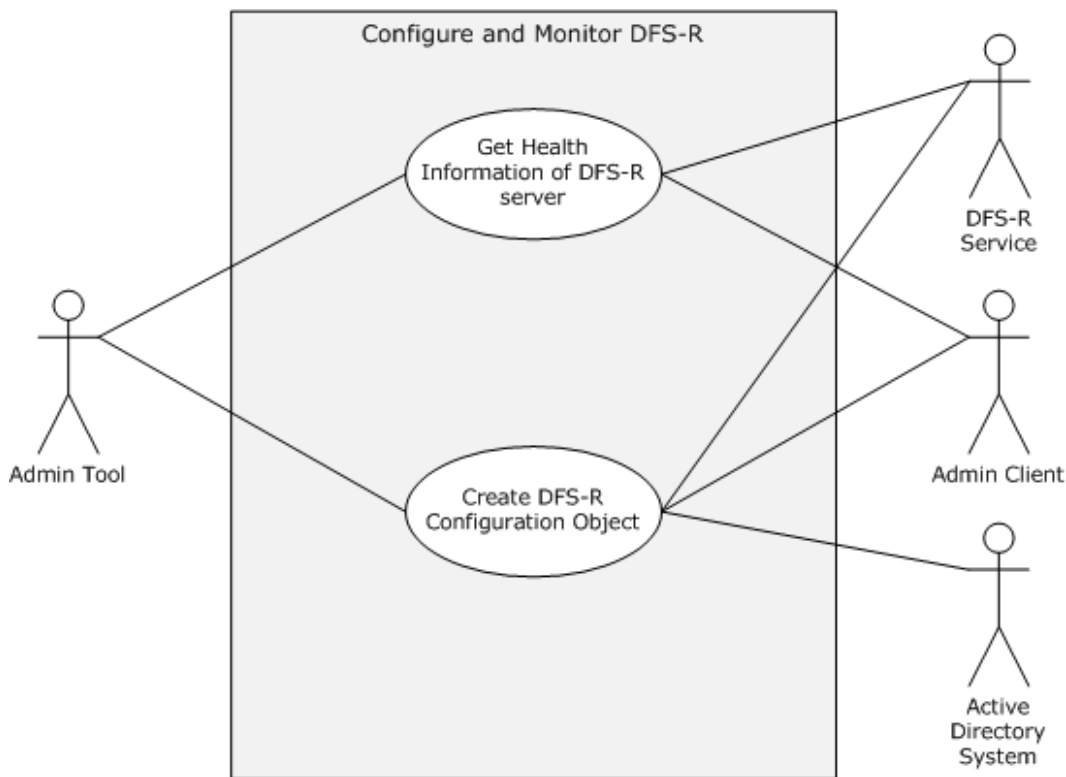 Configure and Monitor DFS-R
Get Health
Information of DFS-R
server
DFS-R
Service
Admin Tool
Admin Client
Create DFS-R
Configuration Object
Active
Directory
System